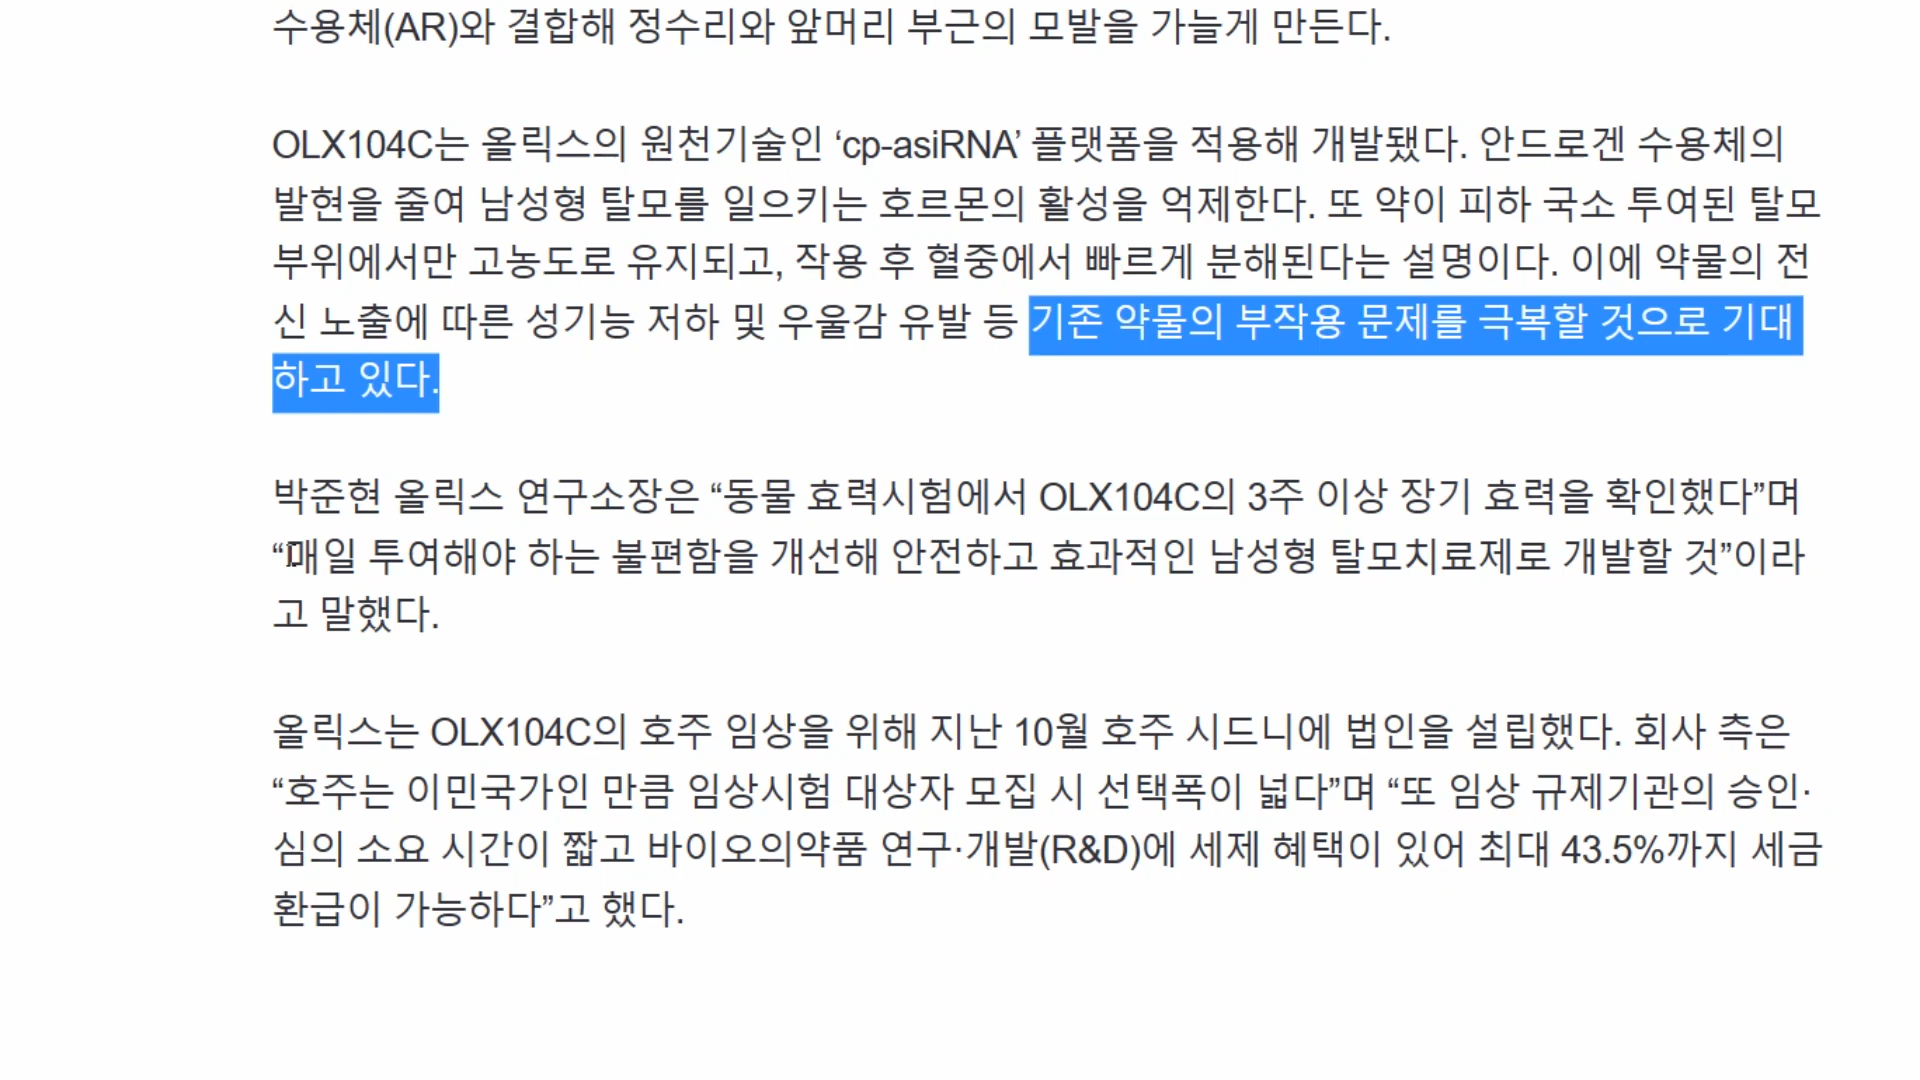 수용체(AR)와 결합해 정수리와 앞머리 부근의 모발을 가늘게 만든다.
OLX104C는 올릭스의 원천기술인 ‘cp-asiRNA’ 플랫폼을 적용해 개발됐다. 안드로겐 수용체의
발현을 줄여 남성형 탈모를 일으키는 호르몬의 활성을 억제한다. 또 약이 피하 국소 투여된 탈모
부위에서만 고농도로 유지되고, 작용 후 혈중에서 빠르게 분해된다는 설명이다. 이에 약물의 전
신 노출에 따른 성기능 저하 및 우울감 유발 등 기존 약물의 부작용 문제를 극복할 것으로 기대
하고 있다.
박준현 올릭스 연구소장은 “동물 효력시험에서 OLX104C의 3주 이상 장기 효력을 확인했다”며
“매일 투여해야 하는 불편함을 개선해 안전하고 효과적인 남성형 탈모치료제로 개발할 것”이라
고 말했다.
올릭스는 OLX104C의 호주 임상을 위해 지난 10월 호주 시드니에 법인을 설립했다. 회사 측은
“호주는 이민국가인 만큼 임상시험 대상자 모집 시 선택폭이 넓다”며 “또 임상 규제기관의 승인·
심의 소요 시간이 짧고 바이오의약품 연구·개발(R&D)에 세제 혜택이 있어 최대 43.5%까지 세금
환급이 가능하다”고 했다.